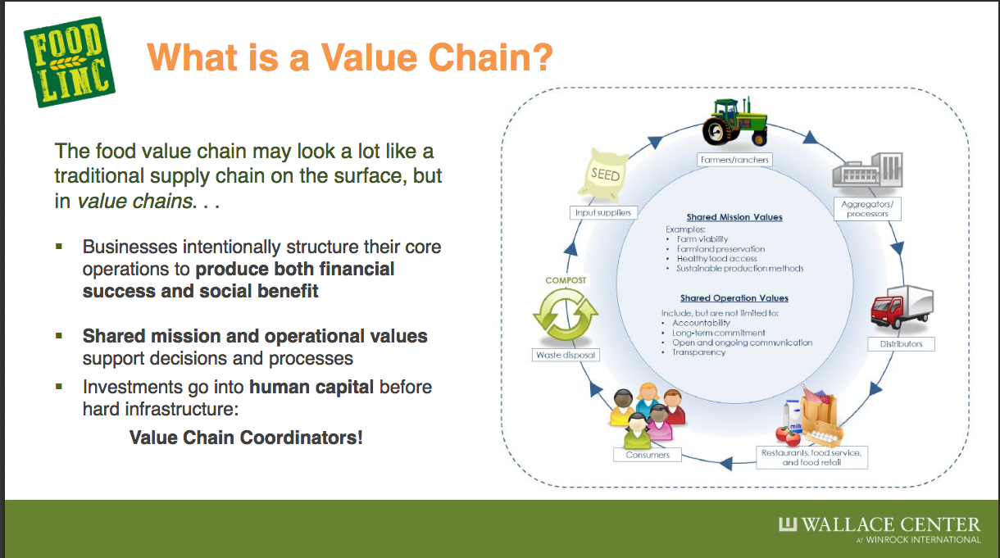 FOOD
LINC
What is a Value Chain?
The food value chain may look a lot like a
traditional supply chain on the surface, but
in value chains. . .
▪ Businesses intentionally structure their core
operations to produce both financial
success and social benefit
▪ Shared mission and operational values
support decisions and processes
▪ Investments go into human capital before
hard infrastructure:
Value Chain Coordinators!
Farmers/ranchers
Aggregators/
processors
Distributors
milk
Restaurants, food service,
and food retail
Consumers
COMPOST
Waste disposal
SEED
Input suppliers
Shared Mission Values
Examples:
• Farm viability
• Farmland preservation
• Healthy food access
• Sustainable production methods
Shared Operation Values
Include, but are not limited to:
• Accountability
• Long-term commitment
• Open and ongoing communication
• Transparency
WALLACE CENTER
AT WINROCK INTERNATIONAL